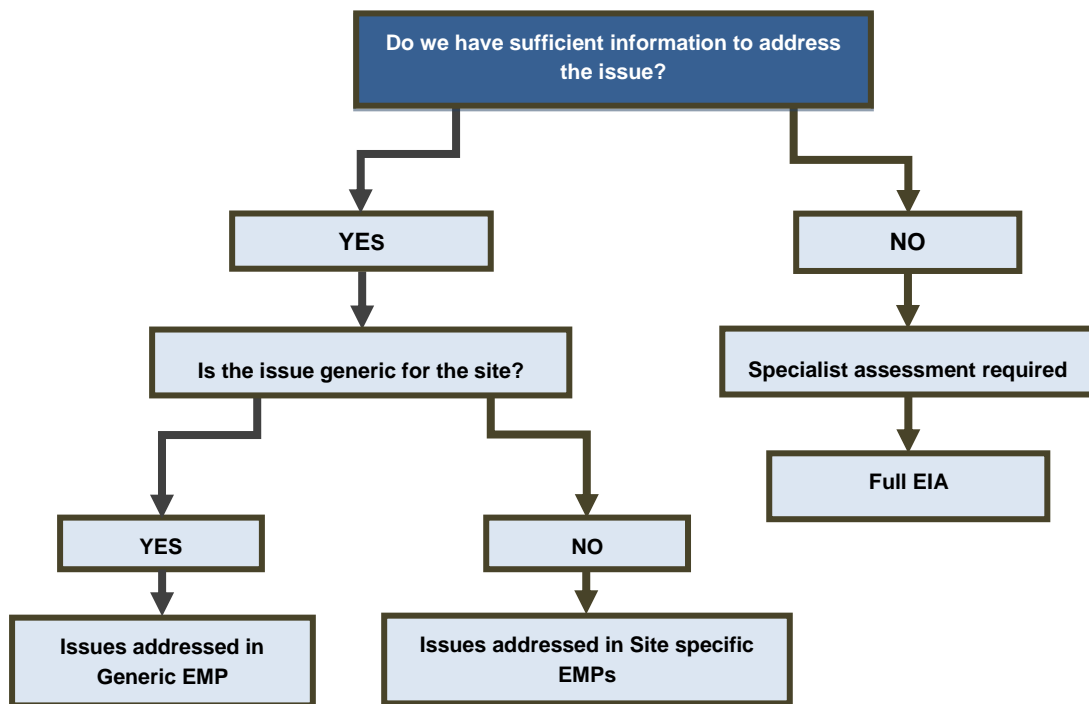 Do we have sufficient information to address
the issue?
YES
NO
Is the issue generic for the site?
Specialist assessment required
Full EIA
YES
NO
Issues addressed in
Generic EMP
Issues addressed in Site specific
EMPs